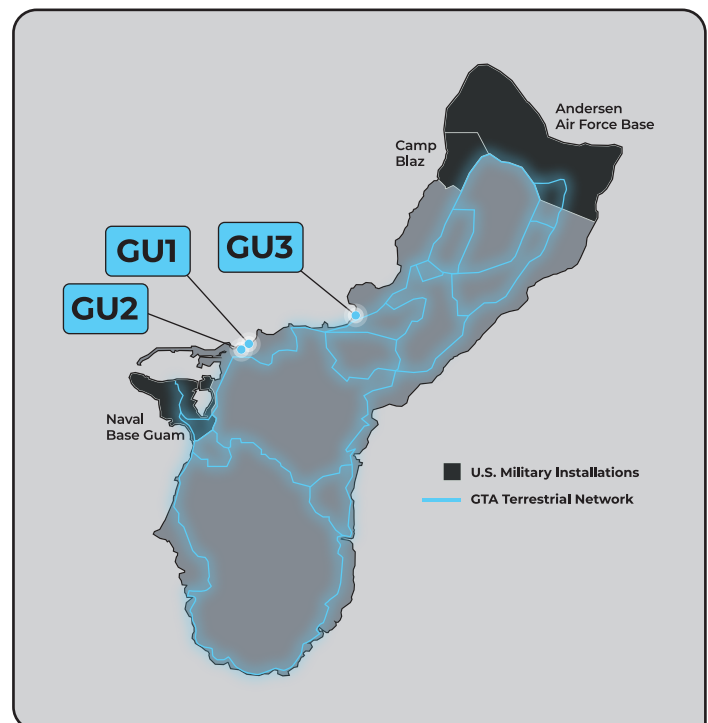 Andersen
Air Force Base
Camp
Blaz
GU1
GU3
GU2
Naval
Base Guam
U.S. Military Installations
GTA Terrestrial Network